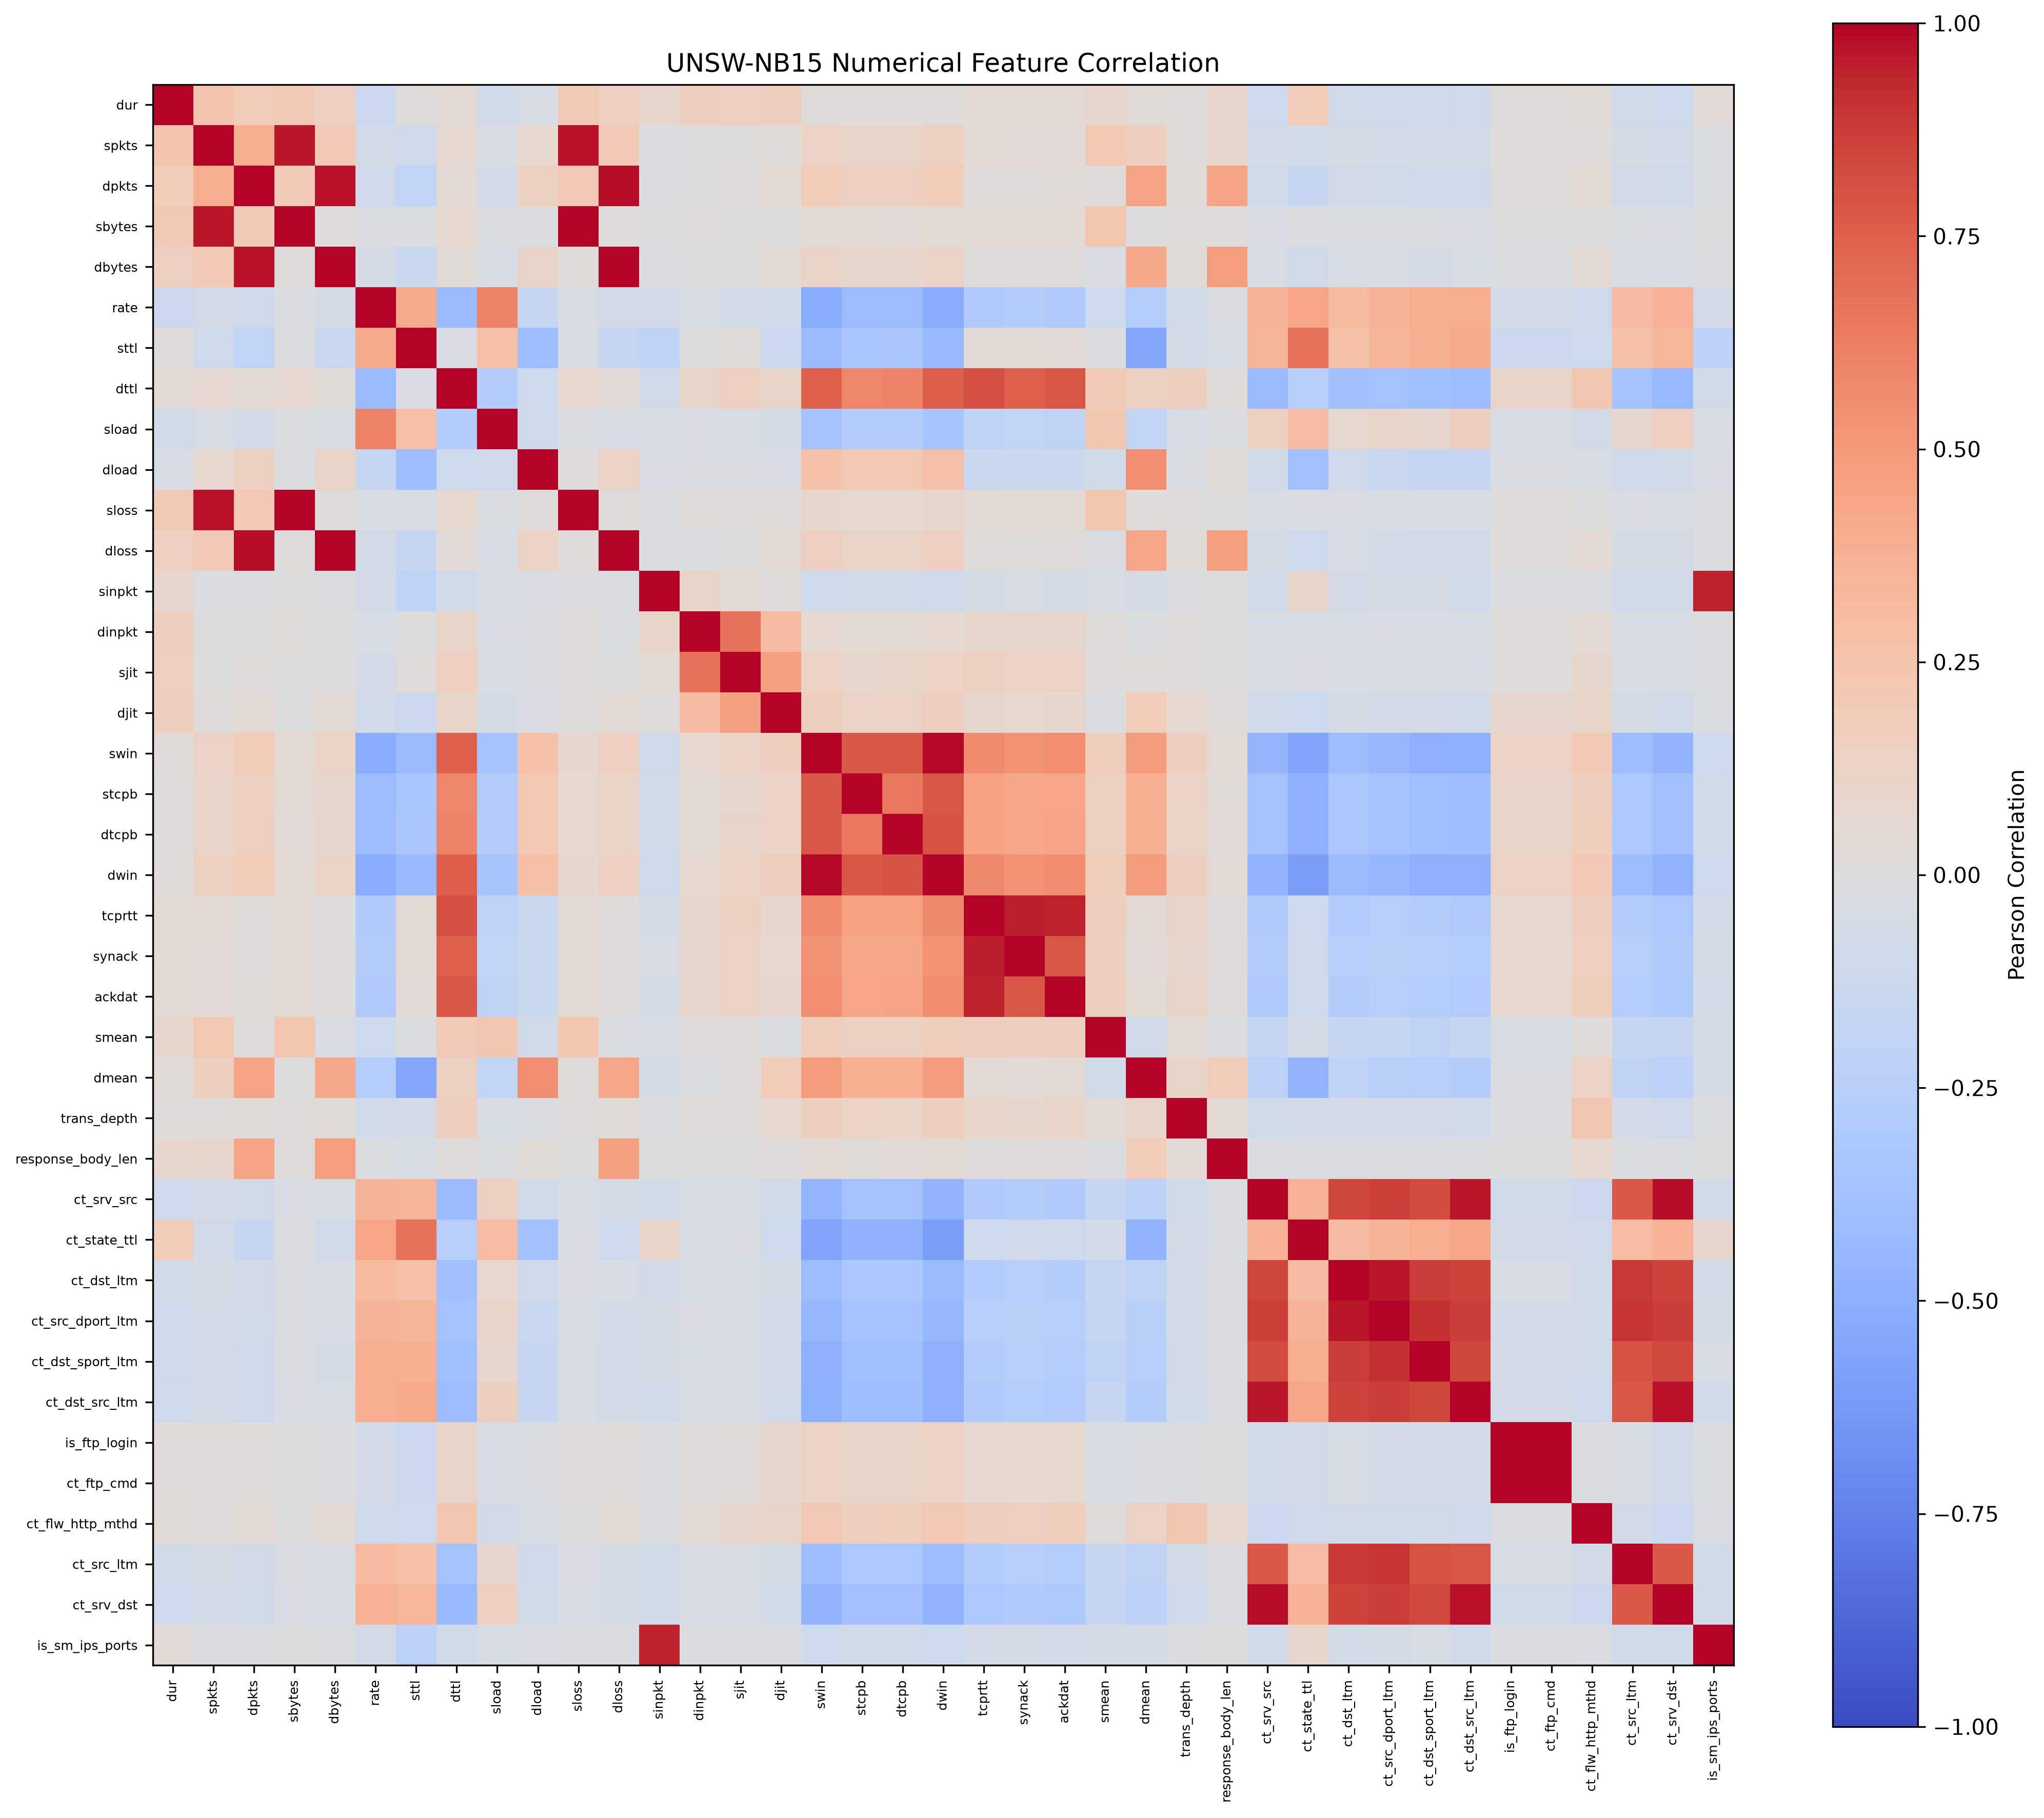 UNSW-NB15 Numerical Feature Correlation
dur
spkts
dpkts
sbytes
dbytes
rate
sttl
dttl
sload
dload
sloss
dloss
sinpkt
dinpkt
sjit
djit
swin
stcpb
dtcpb
dwin
tcprtt
synack
ackdat
smean
dmean
trans_depth
response_body_len
ct_srv_src
ct_state_ttl
ct_dst_ltm
ct_src_dport_ltm
ct_dst_sport_ltm
ct_dst_src_ltm
is_ftp_login
ct_ftp_cmd
ct_flw_http_mthd
ct_src_ltm
ct_srv_dst
is_sm_ips_ports
dur
spkts
dpkts
sbytes
dbytes
rate
sttl
dttl
sload
dload
sloss
dloss
sinpkt
dinpkt
sjit
djit
swin
stcpb
dtcpb
dwin
tcprtt
synack
ackdat
smean
dmean
trans_depth
response_body_len
ct_srv_src
ct_state_ttl
ct_dst_ltm
ct_src_dport_ltm
ct_dst_sport_ltm
ct_dst_src_ltm
is_ftp_login
ct_ftp_cmd
ct_flw_http_mthd
ct_src_ltm
ct_srv_dst
is_sm_ips_ports
1.00
0.75
0.50
0.25
0.00
−0.25
−0.50
−0.75
−1.00
Pearson Correlation